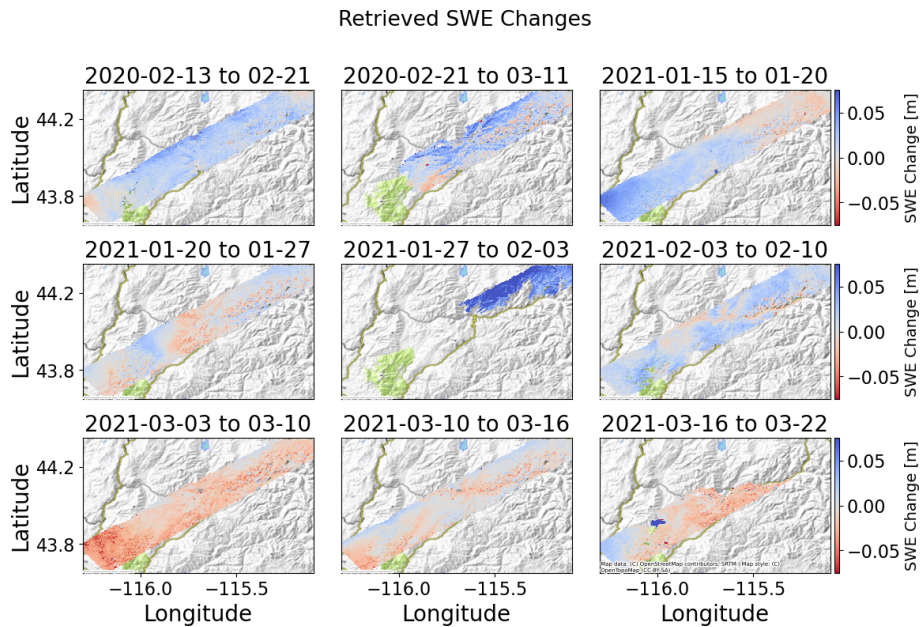 Retrieved SWE Changes
2020-02-13 to 02-21
2020-02-21 to 03-11
2021-01-15 to 01-20
Latitude
44.2
43.8
0.05
0.00
−0.05
SWE Change [m]
2021-01-20 to 01-27
2021-01-27 to 02-03
2021-02-03 to 02-10
Latitude
44.2
43.8
0.05
0.00
−0.05
SWE Change [m]
2021-03-03 to 03-10
2021-03-10 to 03-16
2021-03-16 to 03-22
Latitude
44.2
43.8
0.05
0.00
−0.05
SWE Change [m]
Map data: (C) OpenStreetMap contributors, SRTM | Map style: (C)
OpenTopoMap (CC-BY-SA)
−116.0 −115.5
−116.0 −115.5
−116.0 −115.5
Longitude
Longitude
Longitude